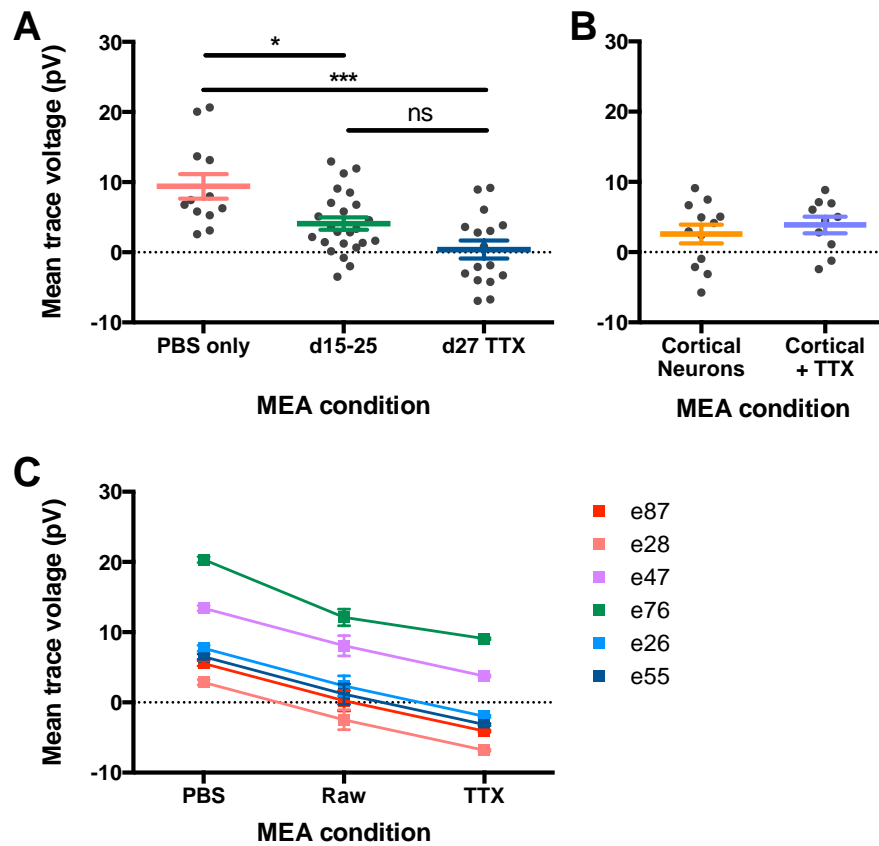 A
Mean trace voltage (pV)
30
20
10
0
-10
*
***
ns
PBS only
d15-25
d27 TTX
MEA condition
B
30
20
10
0
-10
Cortical
Neurons
Cortical
+ TTX
MEA condition
C
Mean trace volage (pV)
30
20
10
0
-10
PBS
Raw
TTX
MEA condition
e87
e28
e47
e76
e26
e55